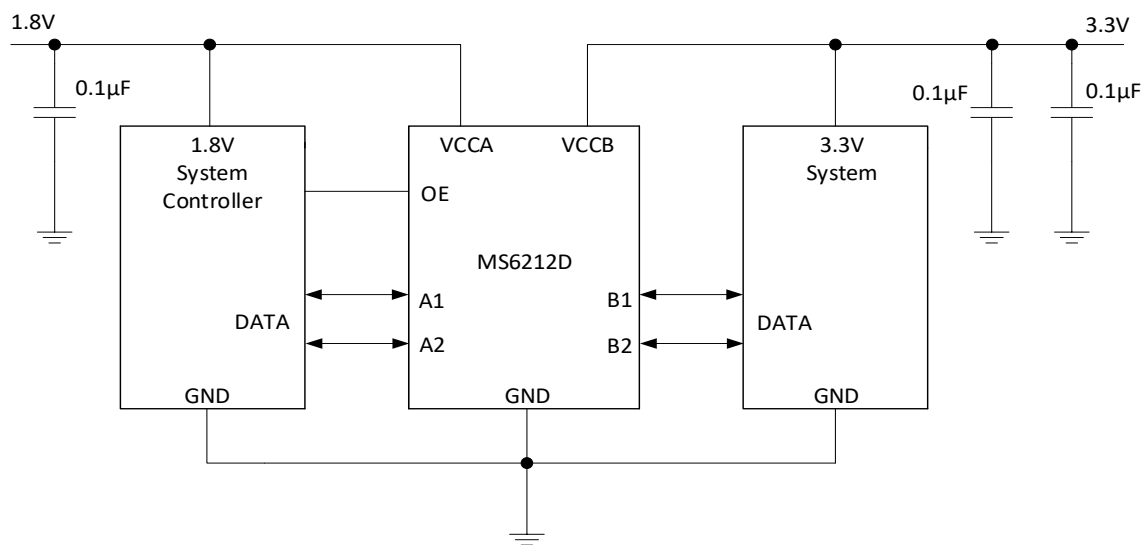 1.8V
3.3V
0.1µF
0.1µF
0.1µF
1.8V
System
Controller
VCCA
VCCB
3.3V
System
OE
MS6212D
A1
B1
DATA
DATA
A2
B2
GND
GND
GND